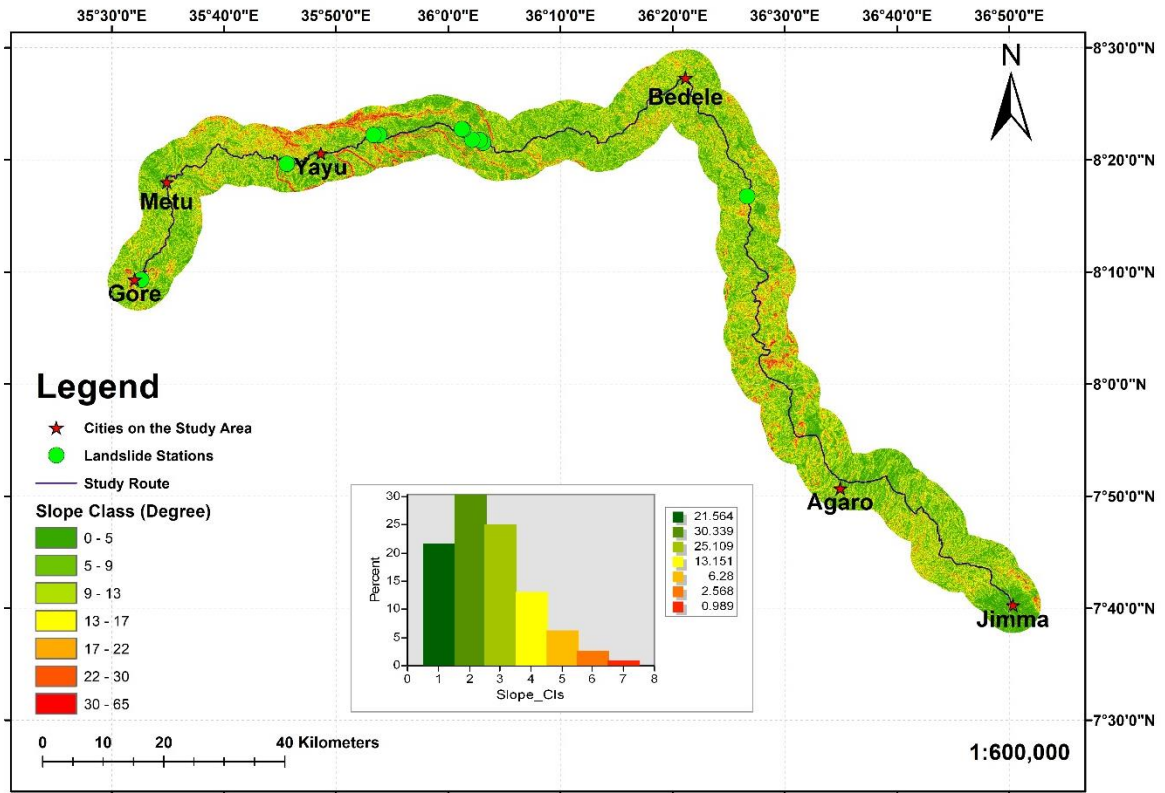 35°30'0"E 35°40'0"E 35°50'0"E 36°0'0"E 36°10'0"E 36°20'0"E 36°30'0"E 36°40'0"E 36°50'0"E
8°30'0"N
N
Bedele
8°20'0"N
Yayu
Metu
8°10'0"N
Gore
8°0'0"N
Legend
Cities on the Study Area
Landslide Stations
Study Route
Slope Class (Degree)
0 - 5
5 - 9
9 - 13
13 - 17
17 - 22
22 - 30
30 - 65
0 10 20 40 Kilometers
Percent
30
25
20
15
10
5
0
0 1 2 3 4 5 6 7 8
Slope_Cls
21.564
30.339
25.109
13.151
6.28
2.568
0.989
7°50'0"N
Agaro
7°40'0"N
Jimma
7°30'0"N
1:600,000